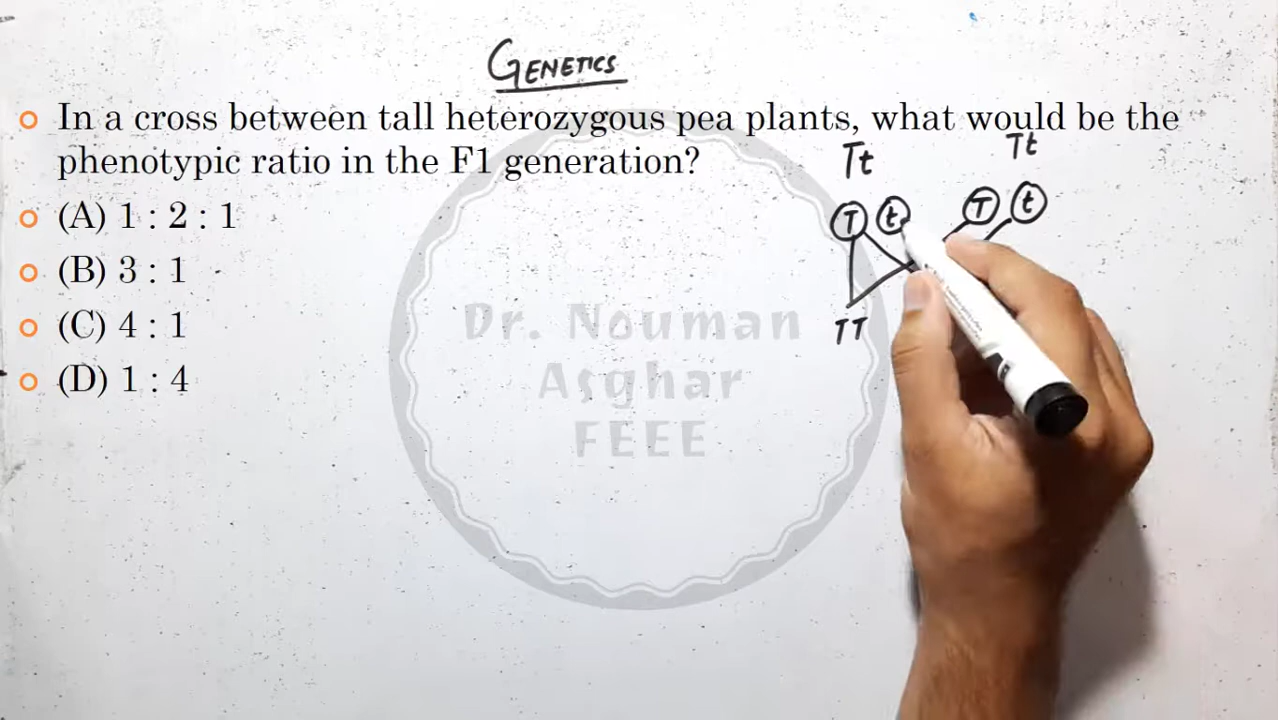 GENETICS
In a cross between tall heterozygous pea plants, what would be the
phenotypic ratio in the F1 generation?
(A) 1 : 2 : 1
(B) 3 : 1
(C) 4 : 1
(D) 1 : 4
Tt Tt
T t T t
TT
Dr. Nouman
Asghar
FEEE